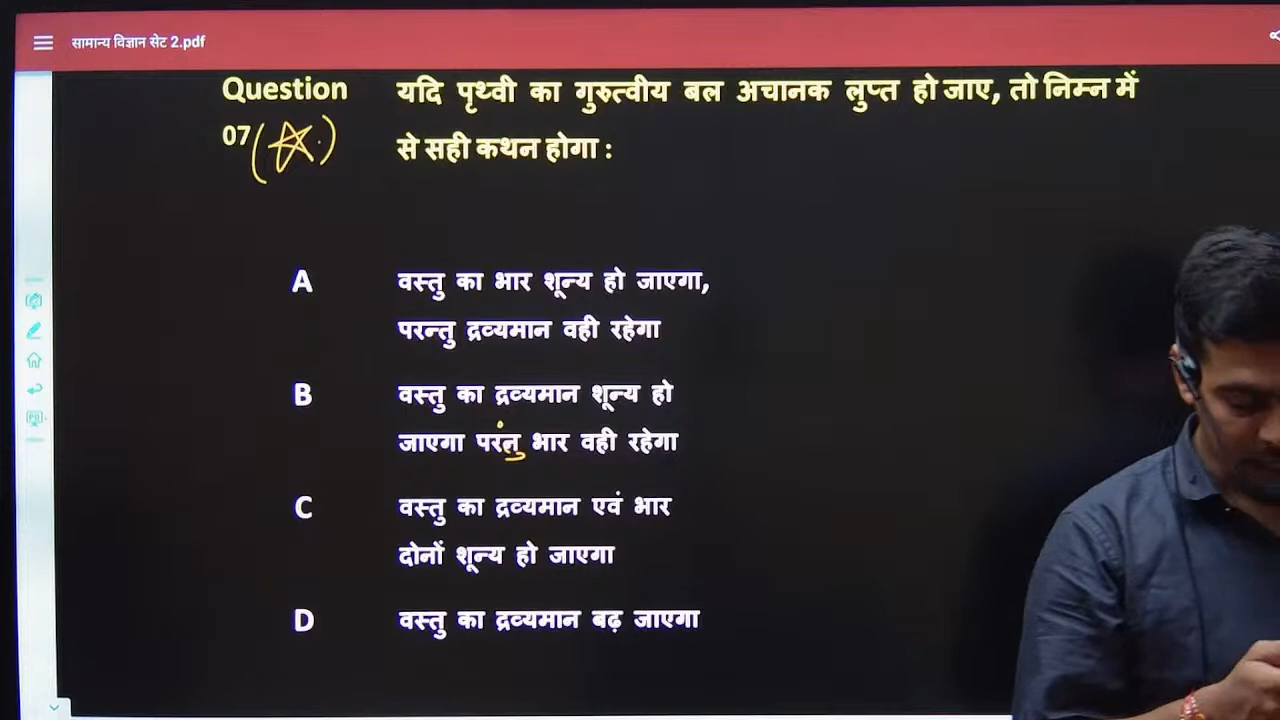 सामान्य विज्ञान सेट 2.pdf
Question यदि पृथ्वी का गुरुत्वीय बल अचानक लुप्त हो जाए, तो निम्न में
07 से सही कथन होगा :
A वस्तु का भार शून्य हो जाएगा,
परन्तु द्रव्यमान वही रहेगा
B वस्तु का द्रव्यमान शून्य हो
जाएगा परंतु भार वही रहेगा
C वस्तु का द्रव्यमान एवं भार
दोनों शून्य हो जाएगा
D वस्तु का द्रव्यमान बढ़ जाएगा